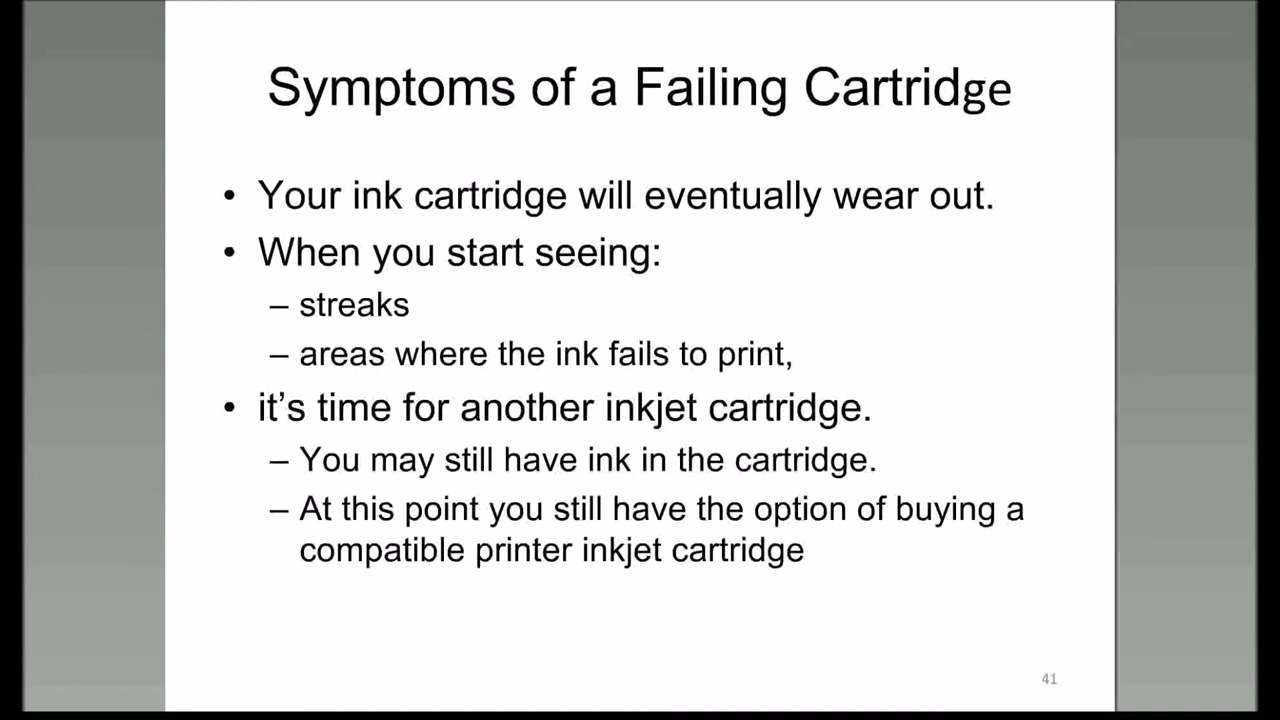 Symptoms of a Failing Cartridge
• Your ink cartridge will eventually wear out.
• When you start seeing:
– streaks
– areas where the ink fails to print,
• it’s time for another inkjet cartridge.
– You may still have ink in the cartridge.
– At this point you still have the option of buying a
compatible printer inkjet cartridge
41